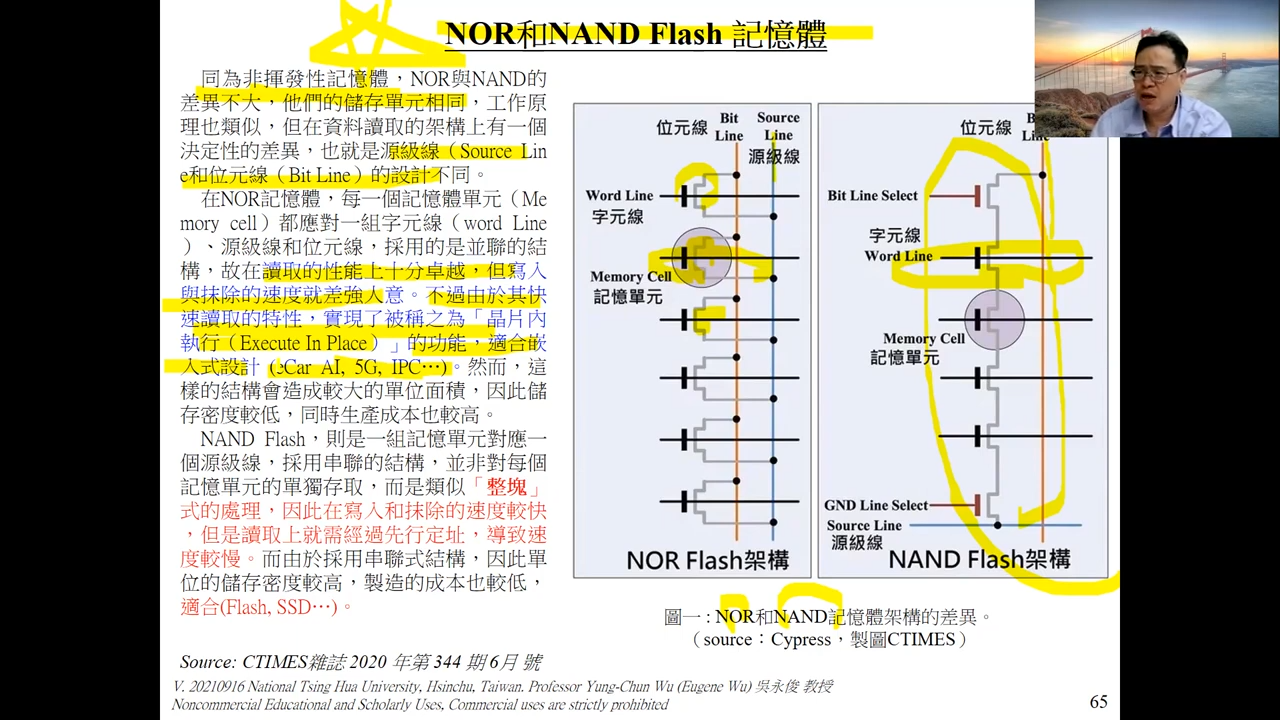 NOR和NAND Flash 記憶體
同為非揮發性記憶體，NOR與NAND的
差異不大，他們的儲存單元相同，工作原
理也類似，但在資料讀取的架構上有一個
決定性的差異，也就是源級線（Source Lin
e和位元線（Bit Line）的設計不同。
在NOR記憶體，每一個記憶體單元（Me
mory cell）都應對一組字元線（word Line
）、源級線和位元線，採用的是並聯的結
構，故在讀取的性能上十分卓越，但寫入
與抹除的速度就差強人意。不過由於其快
速讀取的特性，實現了被稱之為「晶片內
執行（Execute In Place）」的功能，適合嵌
入式設計 (eCar AI, 5G, IPC…)。然而，這
樣的結構會造成較大的單位面積，因此儲
存密度較低，同時生產成本也較高。
NAND Flash，則是一組記憶單元對應一
個源級線，採用串聯的結構，並非對每個
記憶單元的單獨存取，而是類似「整塊」
式的處理，因此在寫入和抹除的速度較快
，但是讀取上就需經過先行定址，導致速
度較慢。而由於採用串聯式結構，因此單
位的儲存密度較高，製造的成本也較低，
適合(Flash, SSD…)。
位元線
Bit
Line
Source
Line
源級線
Word Line
字元線
Memory Cell
記憶單元
NOR Flash架構
位元線
Bit Line Select
字元線
Word Line
Memory Cell
記憶單元
GND Line Select
Source Line
源級線
NAND Flash架構
圖一 : NOR和NAND記憶體架構的差異。
（source：Cypress，製圖CTIMES）
Source: CTIMES雜誌 2020 年第 344 期 6月 號
V. 20210916 National Tsing Hua University, Hsinchu, Taiwan. Professor Yung-Chun Wu (Eugene Wu) 吳永俊 教授
Noncommercial Educational and Scholarly Uses, Commercial uses are strictly prohibited
65